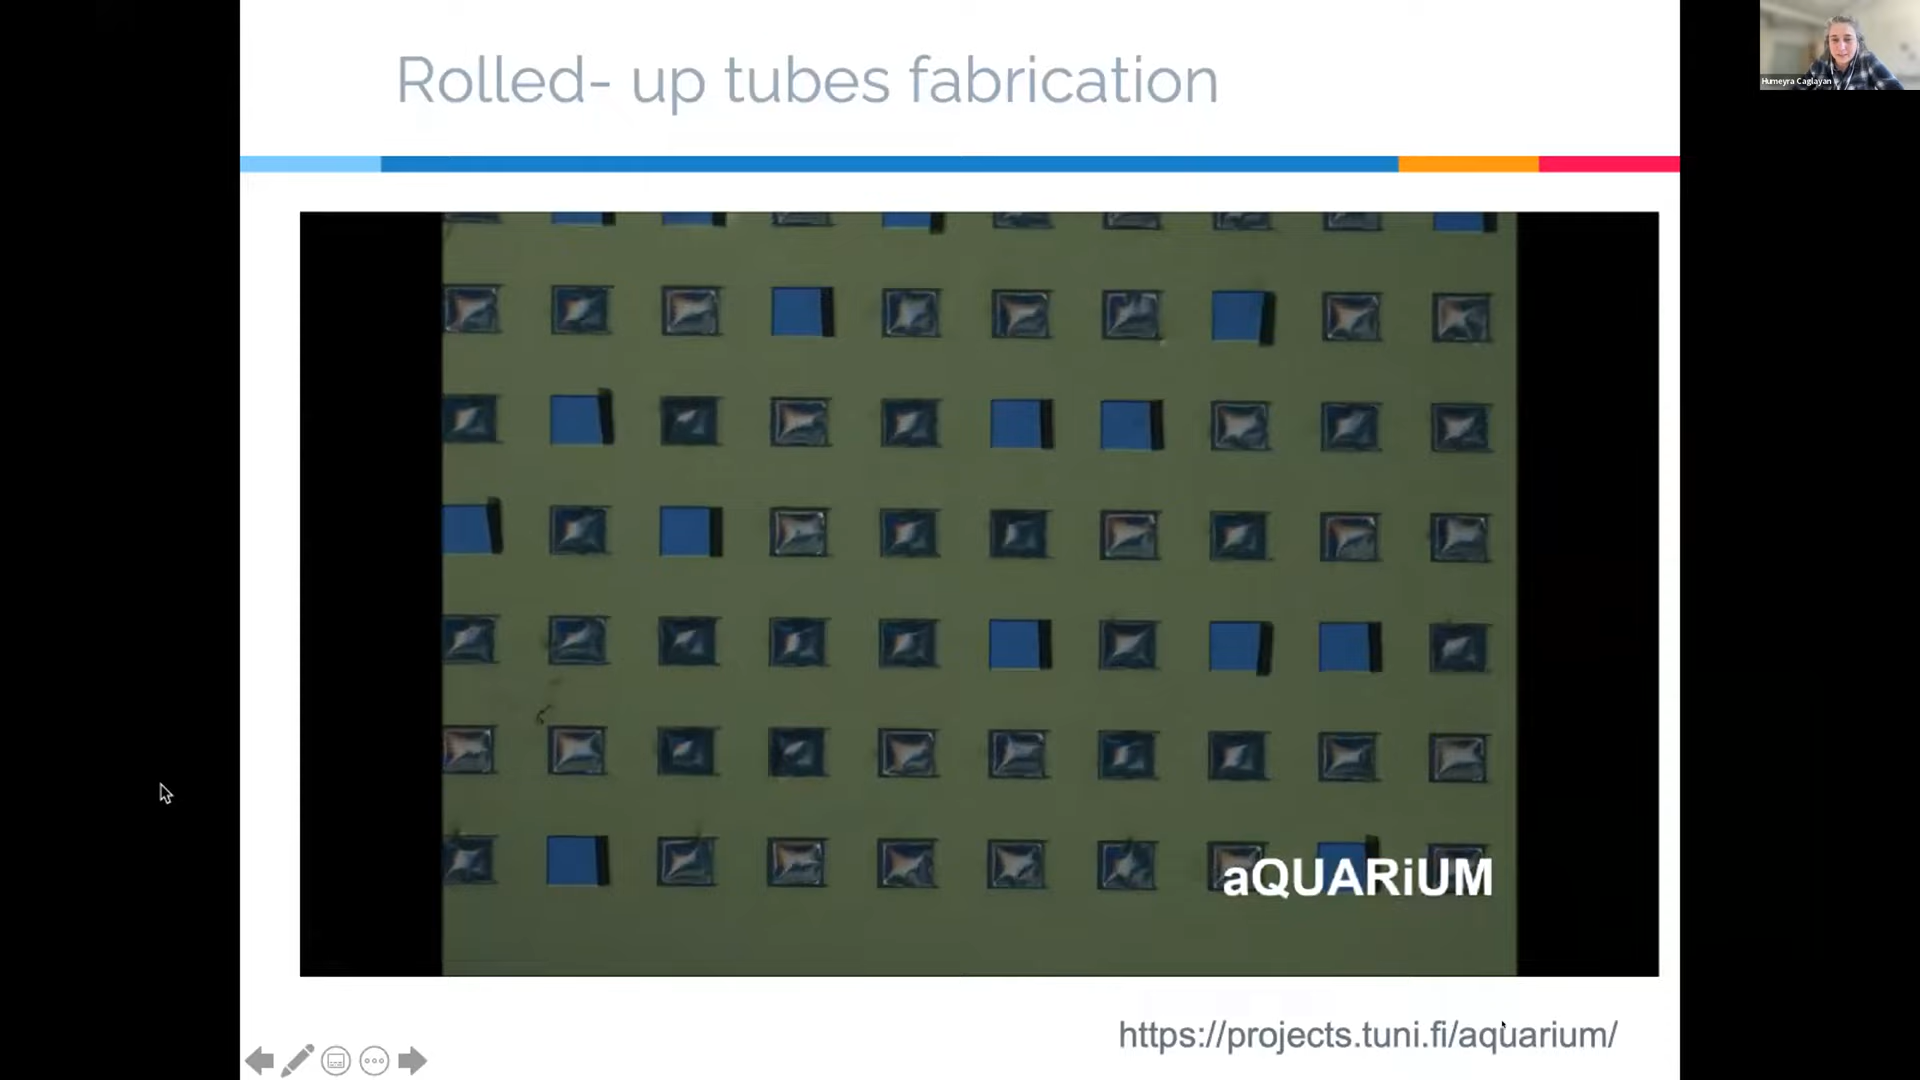 Rolled- up tubes fabrication
Humeyra Caglayan
aQUARiUM
https://projects.tuni.fi/aquarium/